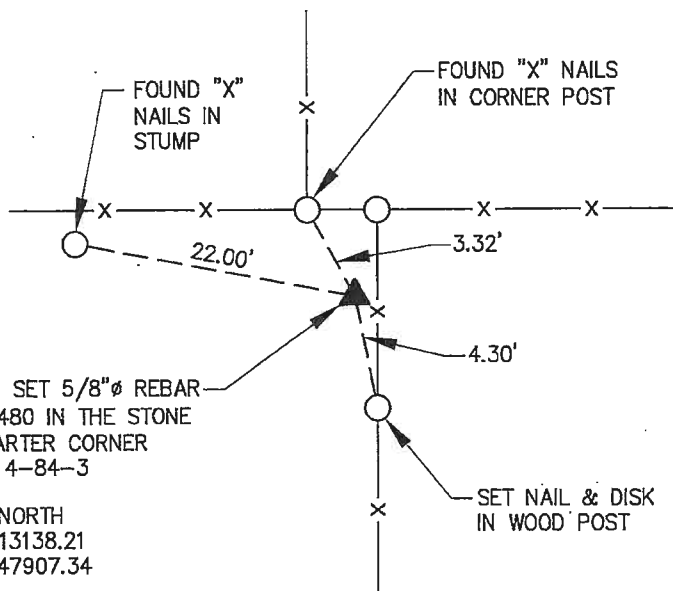 FOUND "X"
NAILS IN
STUMP
FOUND "X" NAILS
IN CORNER POST
X
X X X X
22.00'
3.32'
X
4.30'
SET 5/8"ø REBAR
480 IN THE STONE
ARTER CORNER
4-84-3
NORTH
13138.21
47907.34
SET NAIL & DISK
IN WOOD POST
X